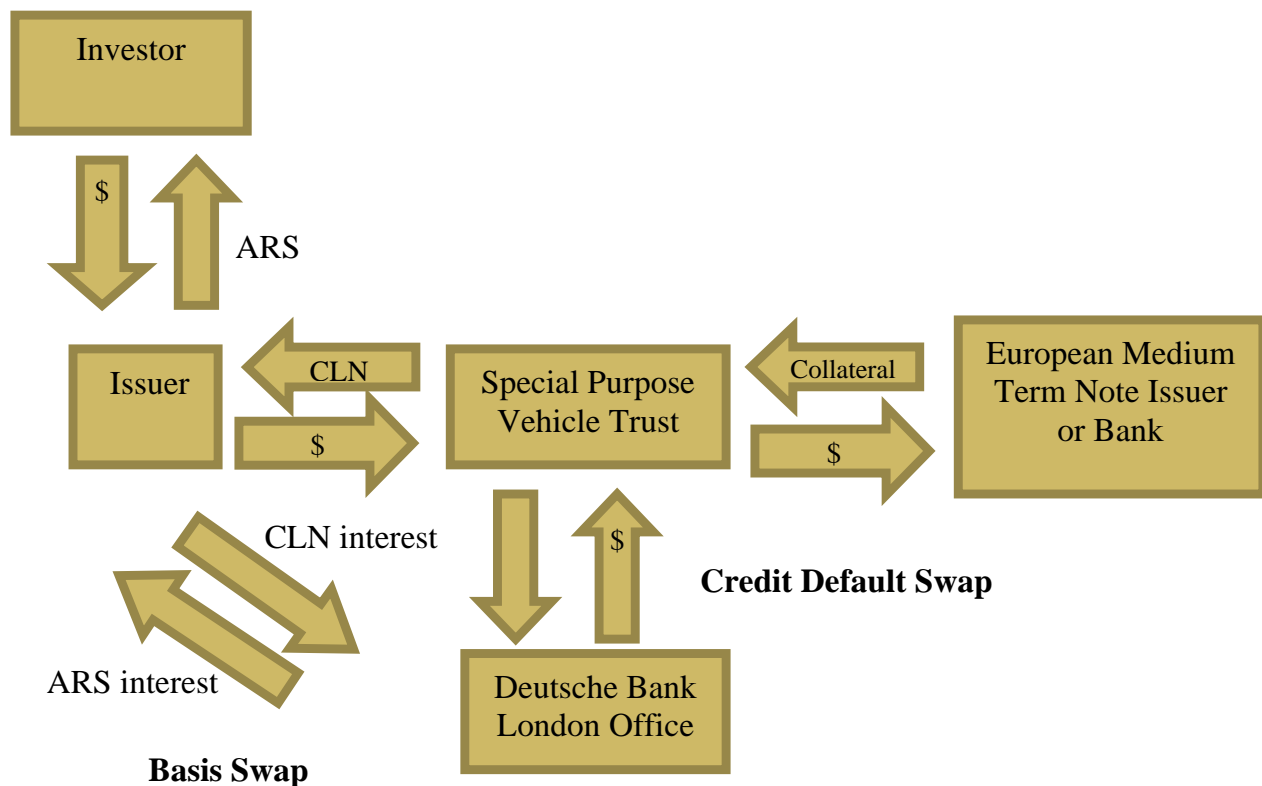 Investor
$
ARS
Issuer
CLN
$
Special Purpose
Vehicle Trust
Collateral
$
European Medium
Term Note Issuer
or Bank
CLN interest
$
Credit Default Swap
ARS interest
Deutsche Bank
London Office
Basis Swap